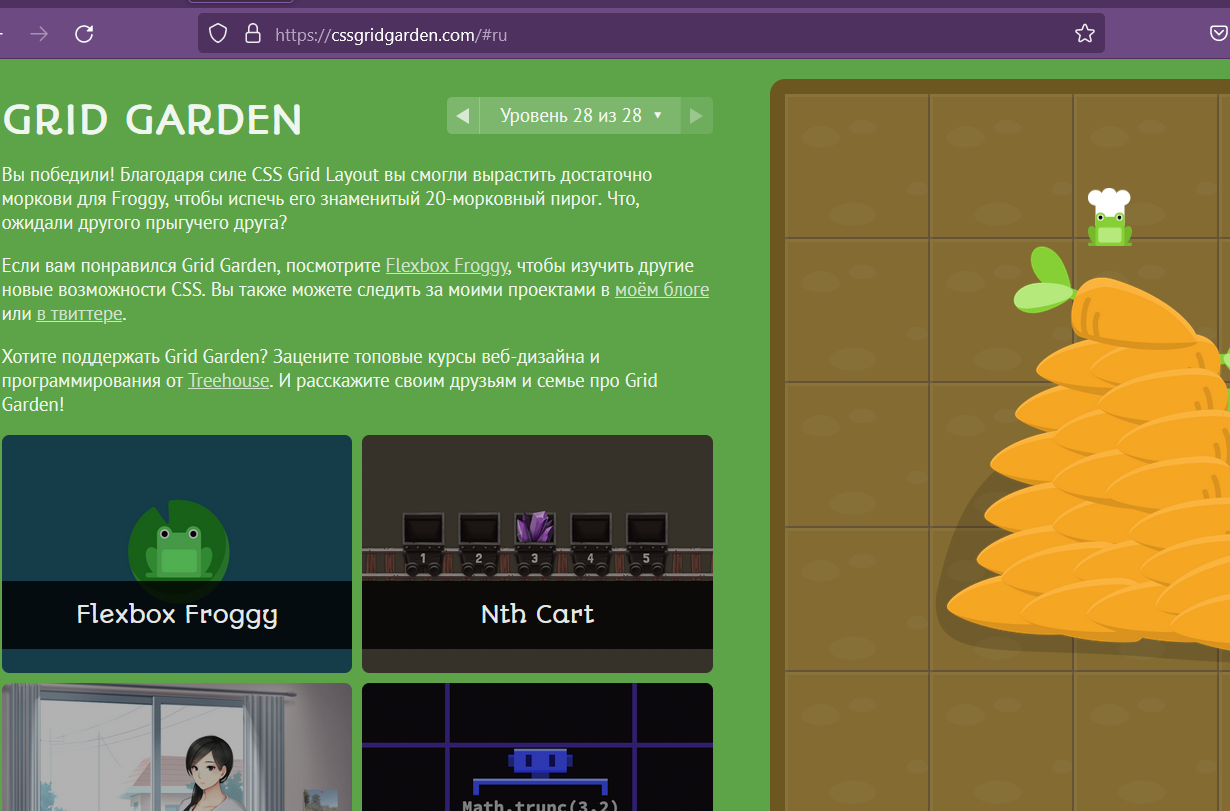 https://cssgridgarden.com/#ru
GRID GARDEN
Уровень 28 из 28
Вы победили! Благодаря силе CSS Grid Layout вы смогли вырастить достаточно
моркови для Froggy, чтобы испечь его знаменитый 20-морковный пирог. Что,
ожидали другого прыгучего друга?
Если вам понравился Grid Garden, посмотрите Flexbox Froggy, чтобы изучить другие
новые возможности CSS. Вы также можете следить за моими проектами в моём блоге
или в твиттере.
Хотите поддержать Grid Garden? Зацените топовые курсы веб-дизайна и
программирования от Treehouse. И расскажите своим друзьям и семье про Grid
Garden!
1 2 3 4 5
Flexbox Froggy
Nth Cart
Math.trunc(3.2)